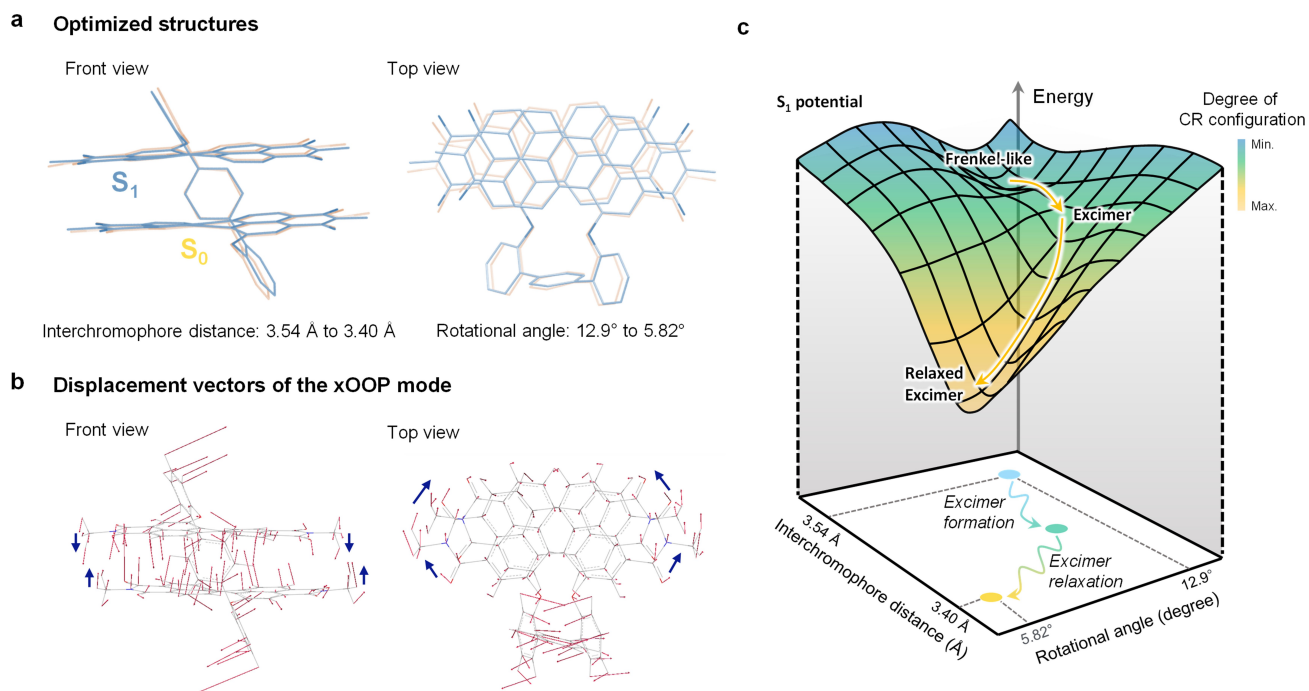 a Optimized structures
Front view
Top view
S1
S0
Interchromophore distance: 3.54 Å to 3.40 Å
Rotational angle: 12.9° to 5.82°
b Displacement vectors of the xOOP mode
Front view
Top view
c
S1 potential
Energy
Degree of
CR configuration
Min.
Max.
Frenkel-like
Excimer
Relaxed
Excimer
Excimer
formation
Excimer
relaxation
3.54 Å
3.40 Å
Interchromophore distance (Å)
12.9°
5.82°
Rotational angle (degree)